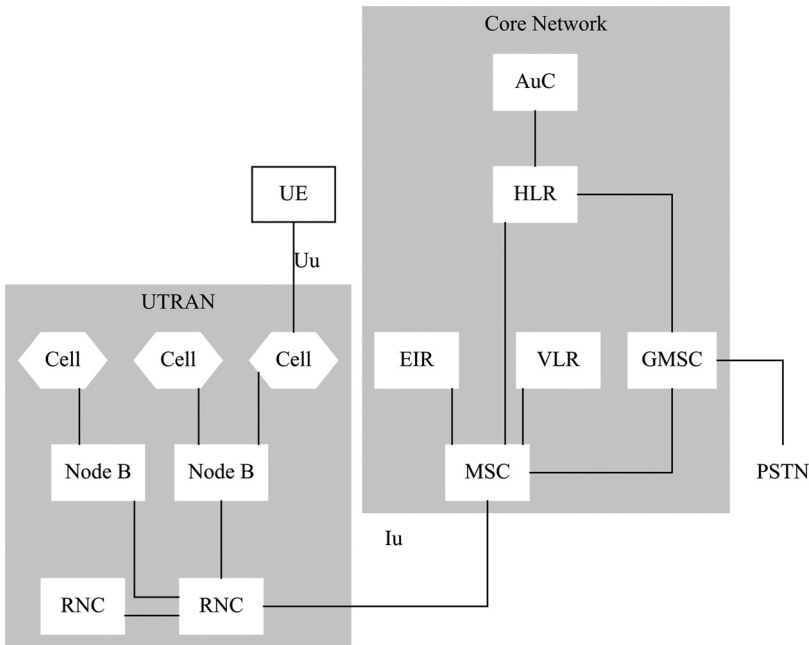 Core Network
AuC
UE
HLR
Uu
UTRAN
Cell
Cell
Cell
EIR
VLR
GMSC
Node B
Node B
MSC
PSTN
Iu
RNC
RNC